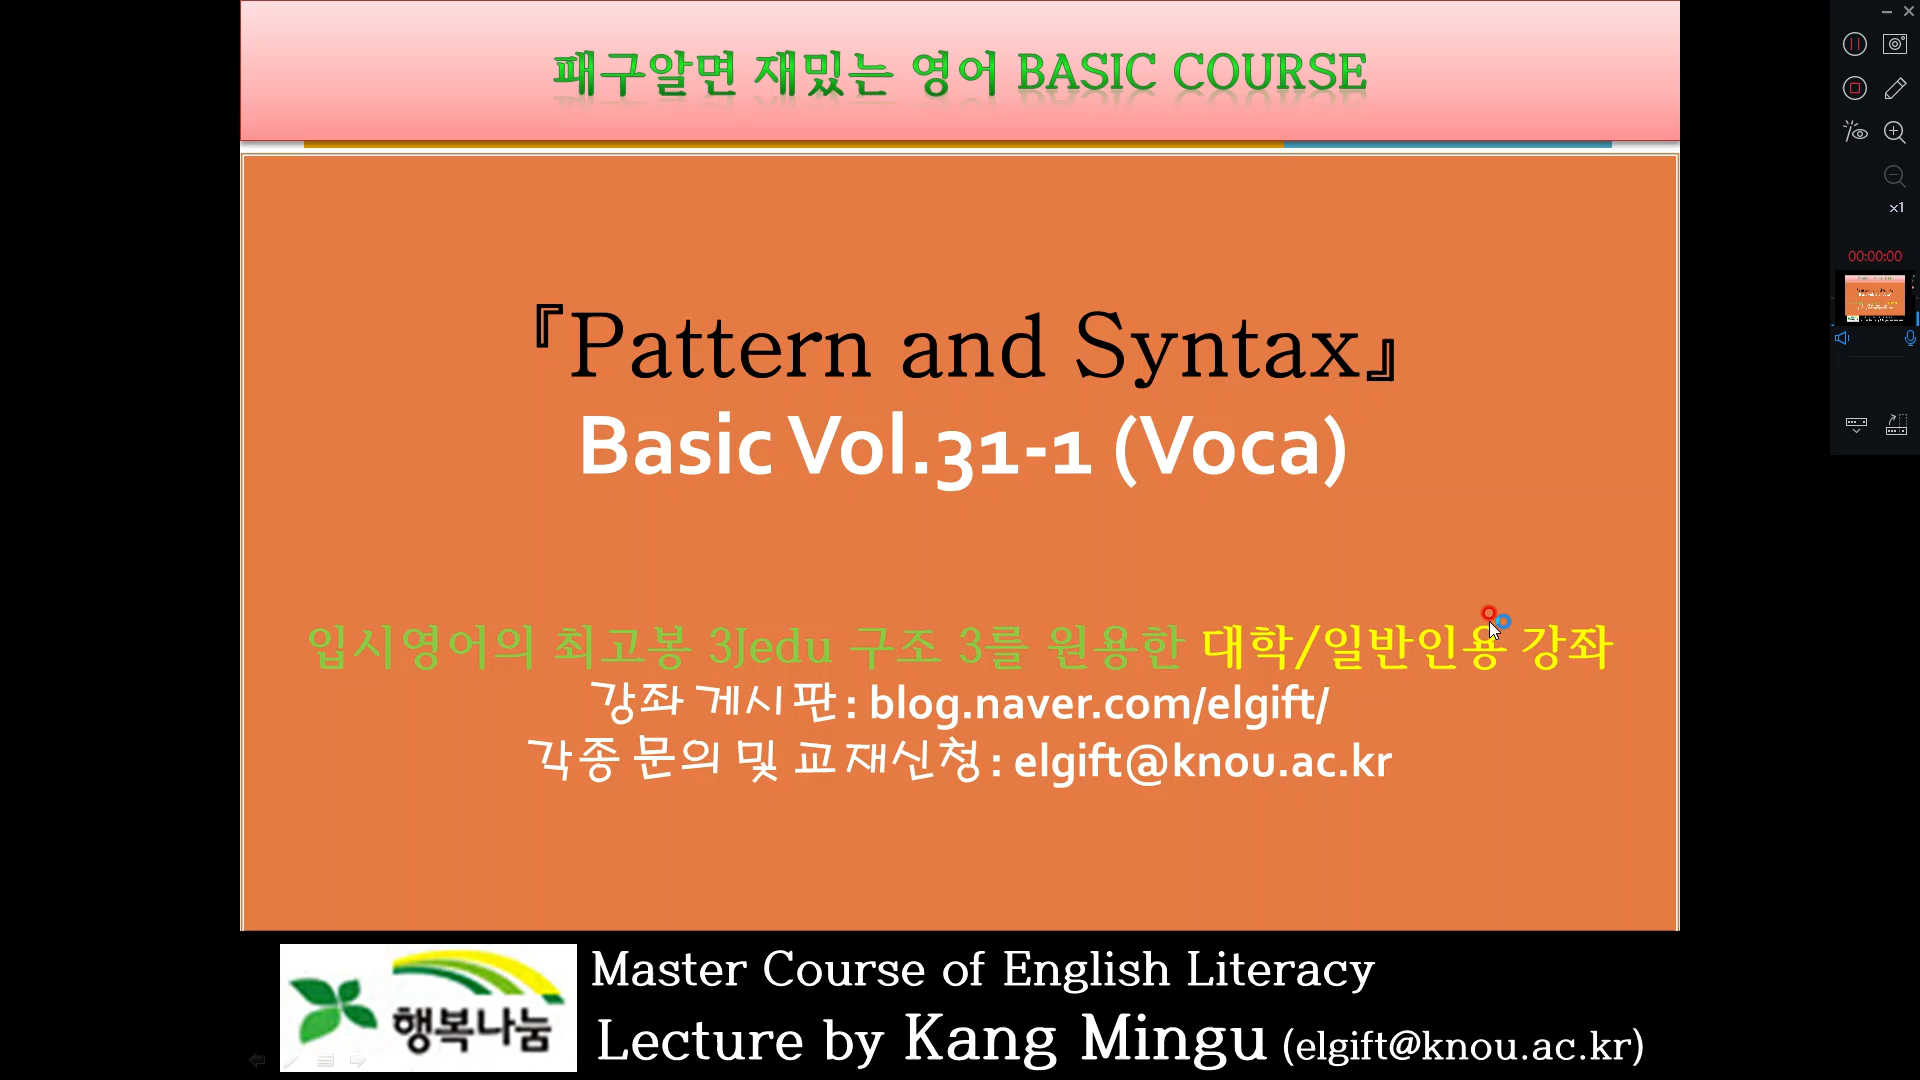 패구알면 재밌는 영어 BASIC COURSE
『Pattern and Syntax』
Basic Vol.31-1 (Voca)
입시영어의 최고봉 3Jedu 구조 3를 원용한 대학/일반인용 강좌
강좌 게시판 : blog.naver.com/elgift/
각종 문의 및 교재신청 : elgift@knou.ac.kr
행복나눔
Master Course of English Literacy
Lecture by Kang Mingu (elgift@knou.ac.kr)
x1
00:00:00